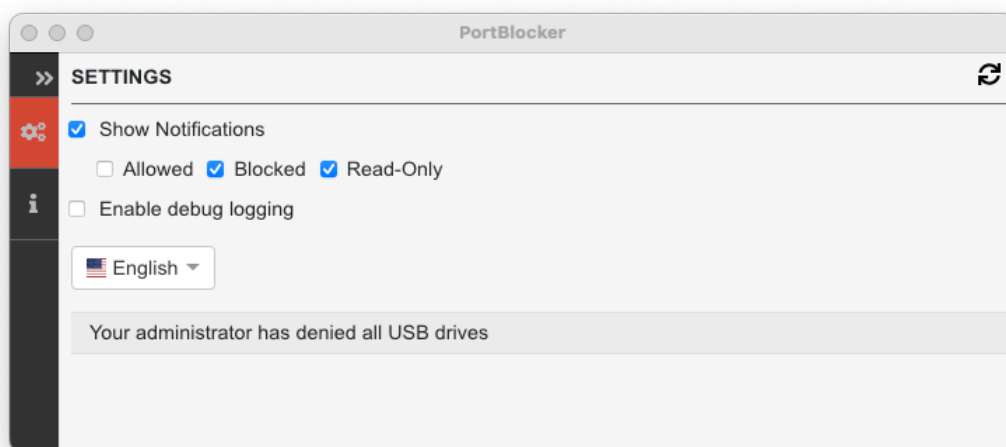 PortBlocker
SETTINGS
Show Notifications
Allowed Blocked Read-Only
Enable debug logging
English
Your administrator has denied all USB drives